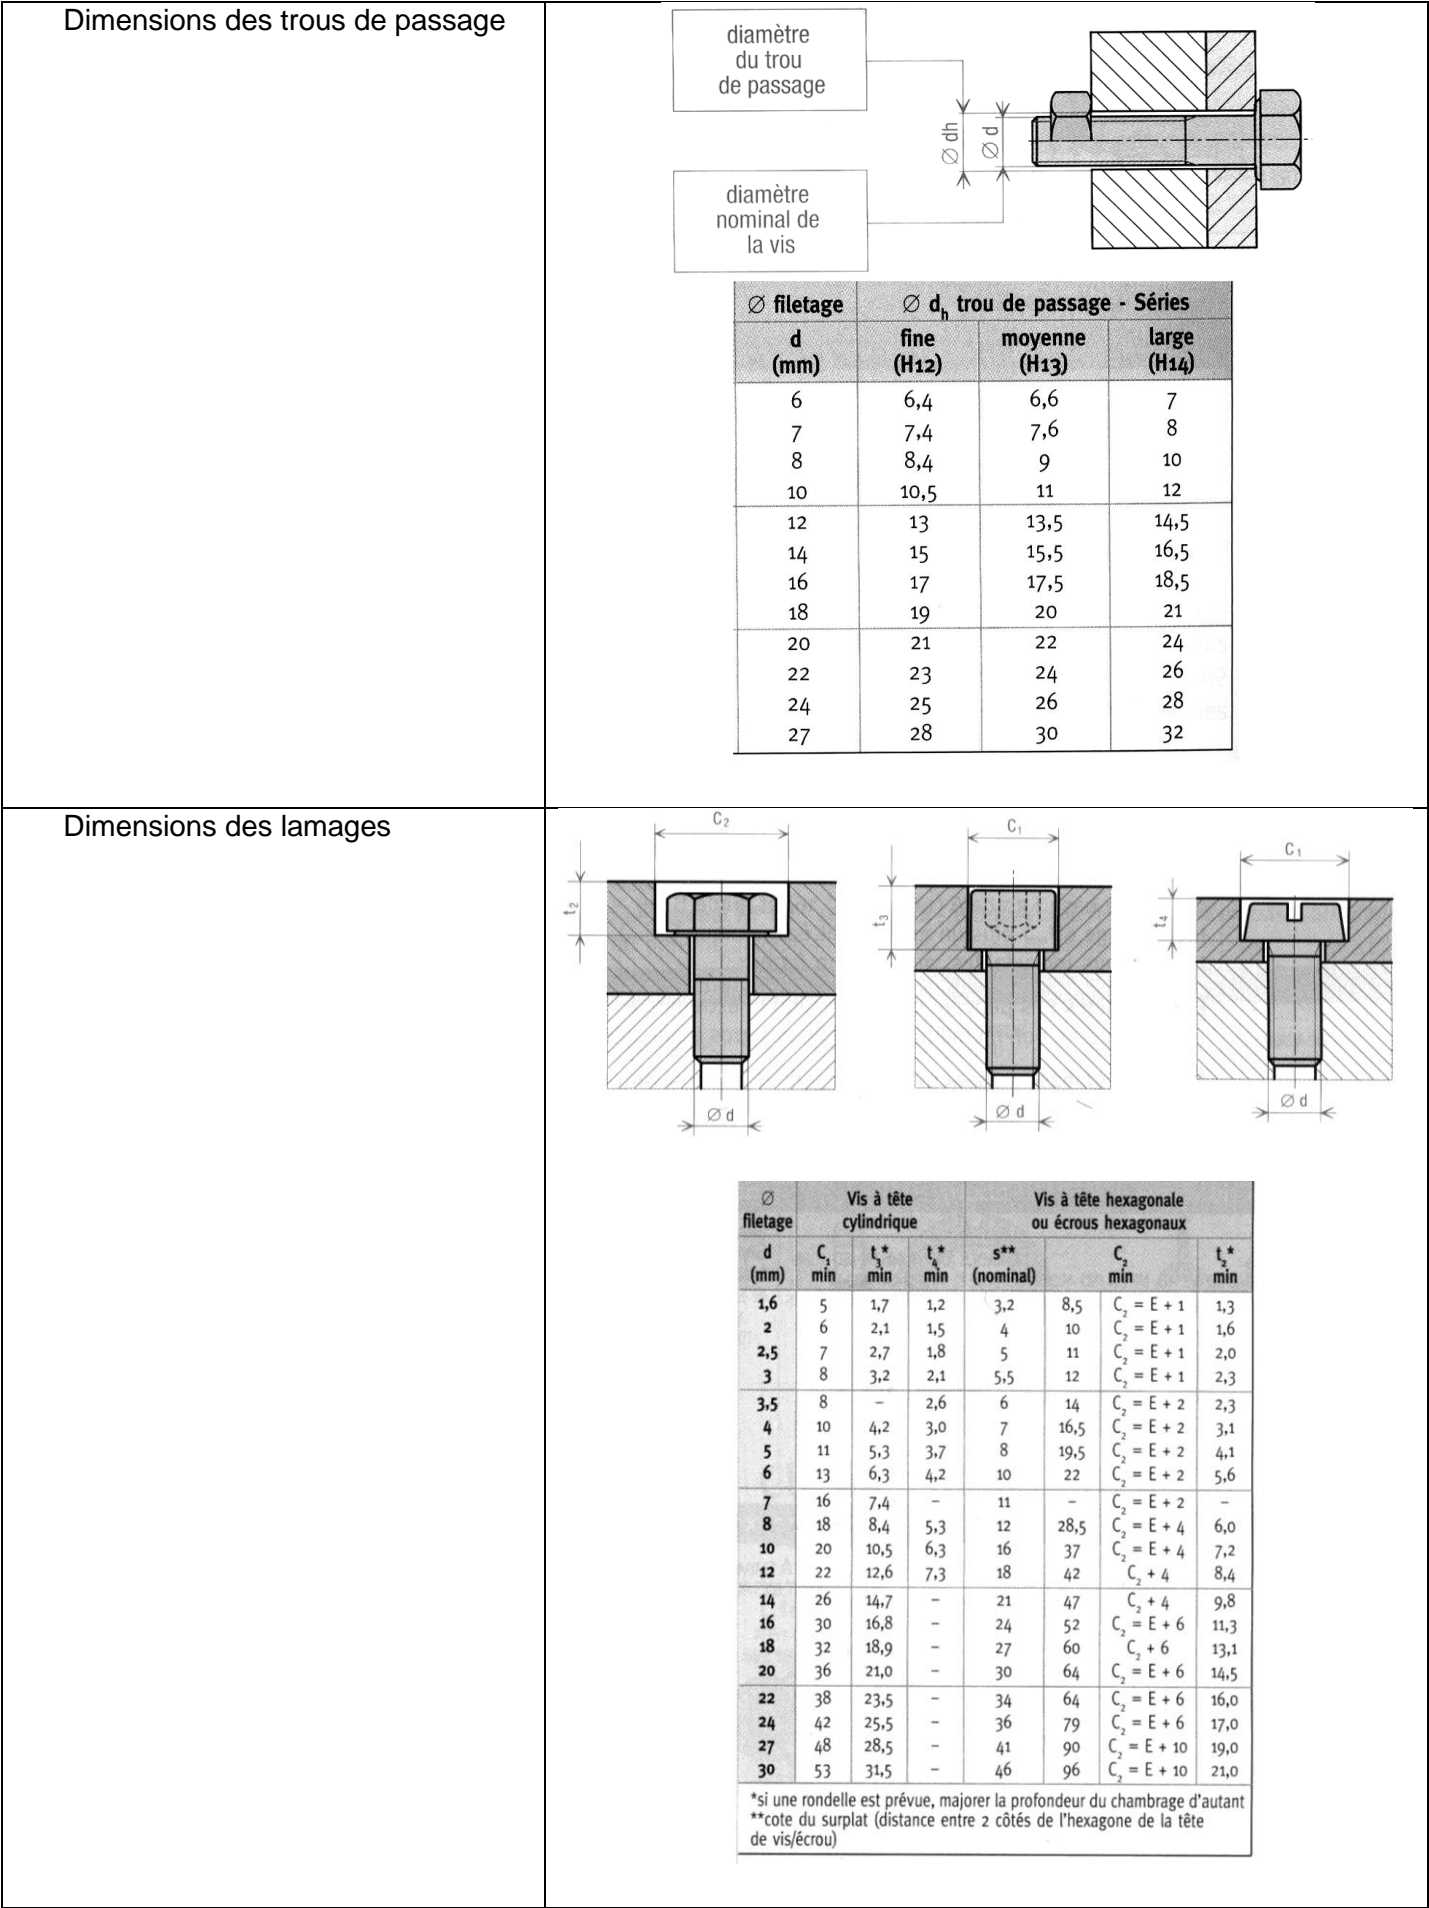 Dimensions des trous de passage
diamètre
du trou
de passage
diamètre
nominal de
la vis
Ø dh
Ø d
Ø filetage Ø dh trou de passage - Séries
d fine moyenne large
(mm) (H12) (H13) (H14)
6 6,4 6,6 7
7 7,4 7,6 8
8 8,4 9 10
10 10,5 11 12
12 13 13,5 14,5
14 15 15,5 16,5
16 17 17,5 18,5
18 19 20 21
20 21 22 24
22 23 24 26
24 25 26 28
27 28 30 32
Dimensions des lamages
C2
t2
Ø d
C1
t3
Ø d
C1
t4
Ø d
Ø Vis à tête Vis à tête hexagonale
filetage cylindrique ou écrous hexagonaux
d C1 t3* t4* s** C2 t2*
(mm) min min min (nominal) min min
1,6 5 1,7 1,2 3,2 8,5 C2 = E + 1 1,3
2 6 2,1 1,5 4 10 C2 = E + 1 1,6
2,5 7 2,7 1,8 5 11 C2 = E + 1 2,0
3 8 3,2 2,1 5,5 12 C2 = E + 1 2,3
3,5 8 – 2,6 6 14 C2 = E + 2 2,3
4 10 4,2 3,0 7 16,5 C2 = E + 2 3,1
5 11 5,3 3,7 8 19,5 C2 = E + 2 4,1
6 13 6,3 4,2 10 22 C2 = E + 2 5,6
7 16 7,4 – 11 – C2 = E + 2 –
8 18 8,4 5,3 12 28,5 C2 = E + 4 6,0
10 20 10,5 6,3 16 37 C2 = E + 4 7,2
12 22 12,6 7,3 18 42 C2 + 4 8,4
14 26 14,7 – 21 47 C2 + 4 9,8
16 30 16,8 – 24 52 C2 = E + 6 11,3
18 32 18,9 – 27 60 C2 + 6 13,1
20 36 21,0 – 30 64 C2 = E + 6 14,5
22 38 23,5 – 34 64 C2 = E + 6 16,0
24 42 25,5 – 36 79 C2 = E + 6 17,0
27 48 28,5 – 41 90 C2 = E + 10 19,0
30 53 31,5 – 46 96 C2 = E + 10 21,0
*si une rondelle est prévue, majorer la profondeur du chambrage d'autant
**cote du surplat (distance entre 2 côtés de l'hexagone de la tête
de vis/écrou)